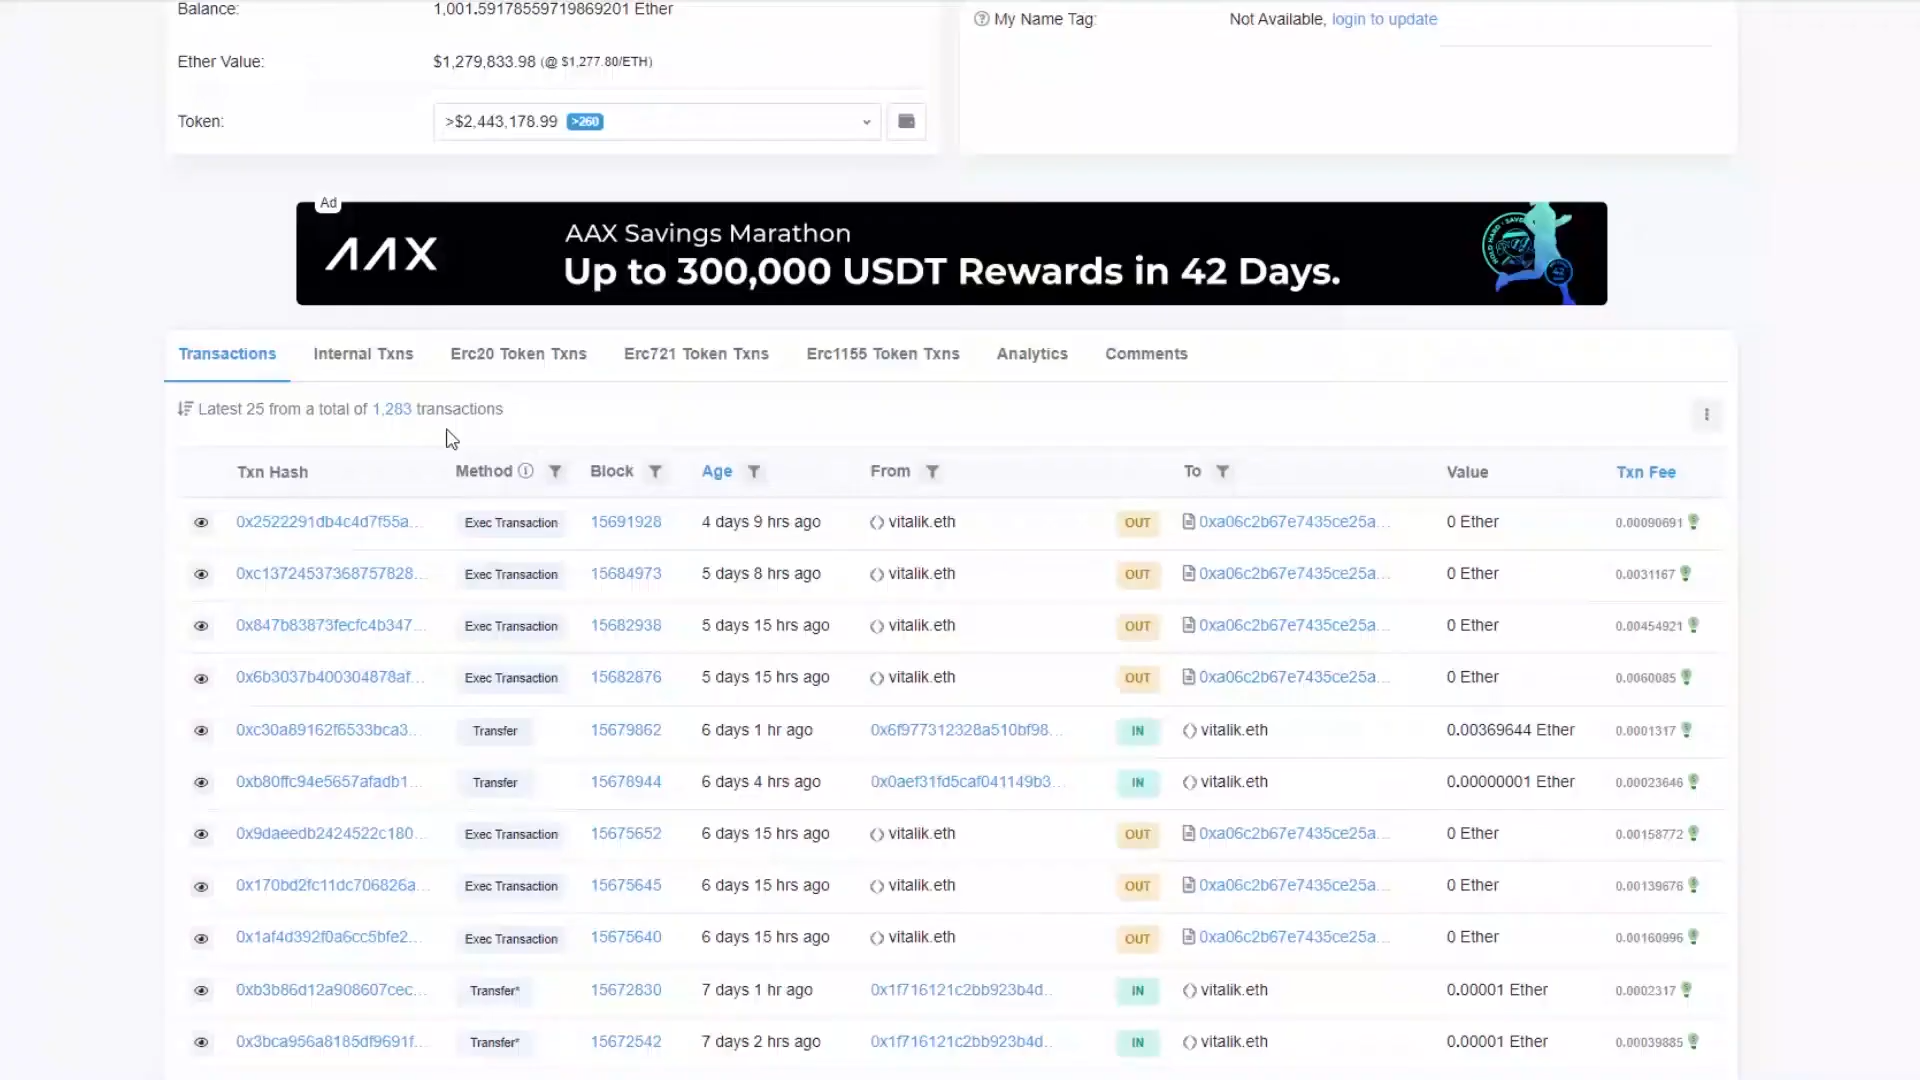 Balance: 1,001.59178559719869201 Ether
My Name Tag: Not Available, login to update
Ether Value: $1,279,833.98 (@ $1,277.80/ETH)
Token: >$2,443,178.99 >260
Ad
AAX
AAX Savings Marathon
Up to 300,000 USDT Rewards in 42 Days.
Transactions Internal Txns Erc20 Token Txns Erc721 Token Txns Erc1155 Token Txns Analytics Comments
Latest 25 from a total of 1,283 transactions
Txn Hash Method Block Age From To Value Txn Fee
0x2522291db4c4d7f55a... Exec Transaction 15691928 4 days 9 hrs ago vitalik.eth OUT 0xa06c2b67e7435ce25a... 0 Ether 0.00090691
0xc13724537368757828... Exec Transaction 15684973 5 days 8 hrs ago vitalik.eth OUT 0xa06c2b67e7435ce25a... 0 Ether 0.0031167
0x847b83873fecfc4b347... Exec Transaction 15682938 5 days 15 hrs ago vitalik.eth OUT 0xa06c2b67e7435ce25a... 0 Ether 0.00454921
0x6b3037b400304878af... Exec Transaction 15682876 5 days 15 hrs ago vitalik.eth OUT 0xa06c2b67e7435ce25a... 0 Ether 0.0060085
0xc30a89162f6533bca3... Transfer 15679862 6 days 1 hr ago 0x6f977312328a510bf98... IN vitalik.eth 0.00369644 Ether 0.0001317
0xb80ffc94e5657afadb1... Transfer 15678944 6 days 4 hrs ago 0x0aef31fd5caf041149b3... IN vitalik.eth 0.00000001 Ether 0.00023646
0x9daeedb2424522c180... Exec Transaction 15675652 6 days 15 hrs ago vitalik.eth OUT 0xa06c2b67e7435ce25a... 0 Ether 0.00158772
0x170bd2fc11dc706826a... Exec Transaction 15675645 6 days 15 hrs ago vitalik.eth OUT 0xa06c2b67e7435ce25a... 0 Ether 0.00139676
0x1af4d392f0a6cc5bfe2... Exec Transaction 15675640 6 days 15 hrs ago vitalik.eth OUT 0xa06c2b67e7435ce25a... 0 Ether 0.00160996
0xb3b86d12a908607cec... Transfer* 15672830 7 days 1 hr ago 0x1f716121c2bb923b4d... IN vitalik.eth 0.00001 Ether 0.0002317
0x3bca956a8185df9691f... Transfer* 15672542 7 days 2 hrs ago 0x1f716121c2bb923b4d... IN vitalik.eth 0.00001 Ether 0.00039885